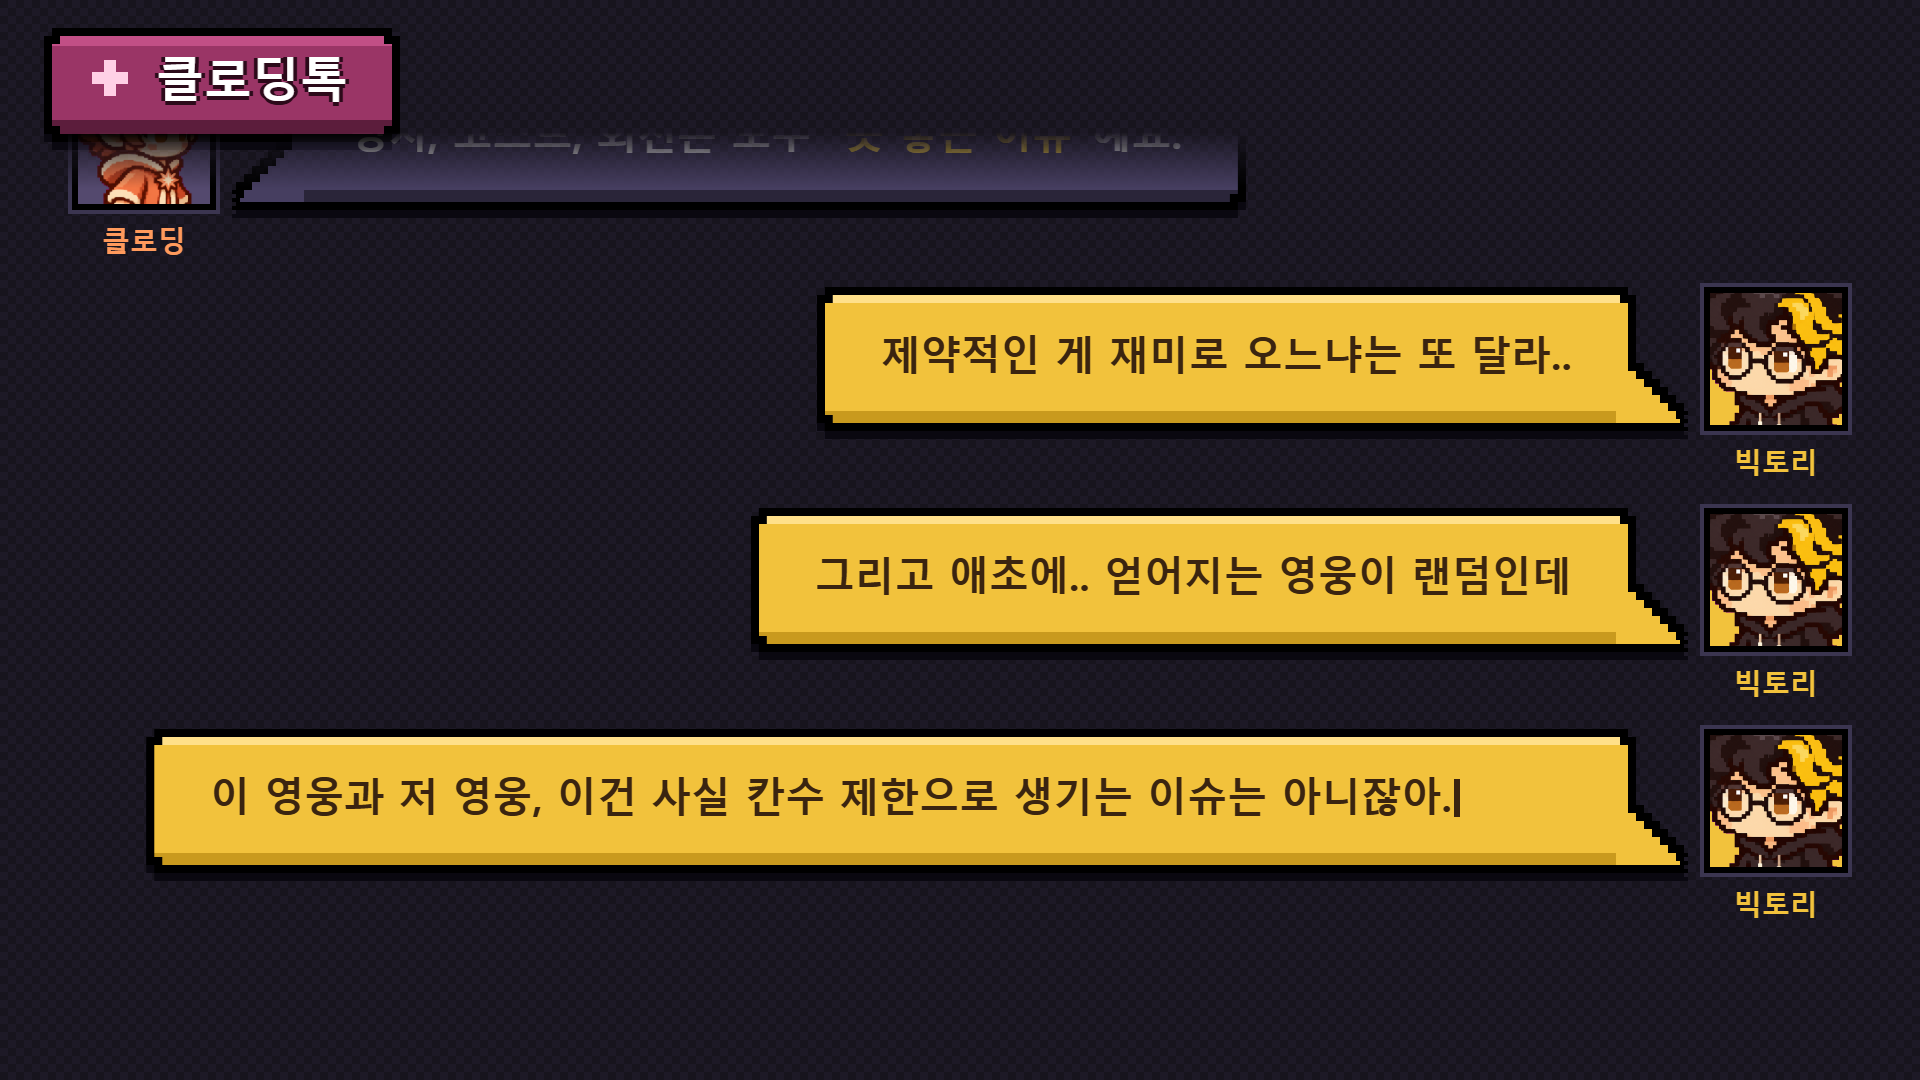 클로딩톡
이슈
클로딩
제약적인 게 재미로 오느냐는 또 달라..
빅토리
그리고 애초에.. 얻어지는 영웅이 랜덤인데
빅토리
이 영웅과 저 영웅, 이건 사실 칸수 제한으로 생기는 이슈는 아니잖아.
빅토리